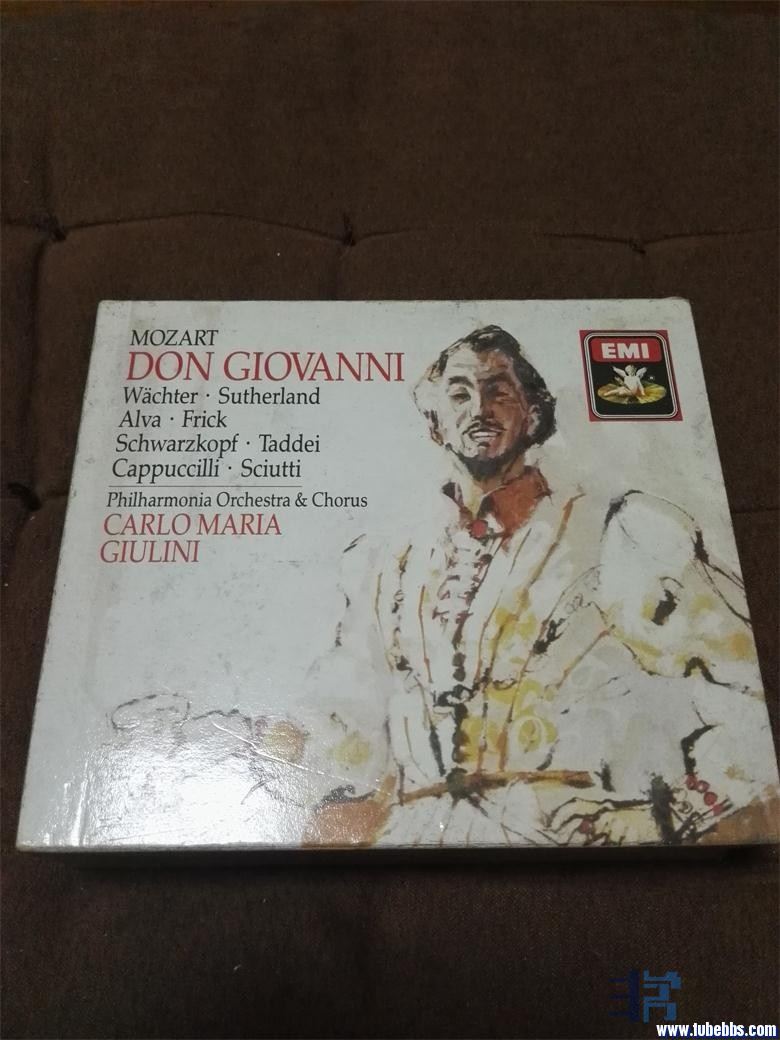 MOZART
DON GIOVANNI
Wächter · Sutherland
Alva · Frick
Schwarzkopf · Taddei
Cappuccilli · Sciutti
Philharmonia Orchestra & Chorus
CARLO MARIA
GIULINI
EMI
www.tubebbs.com